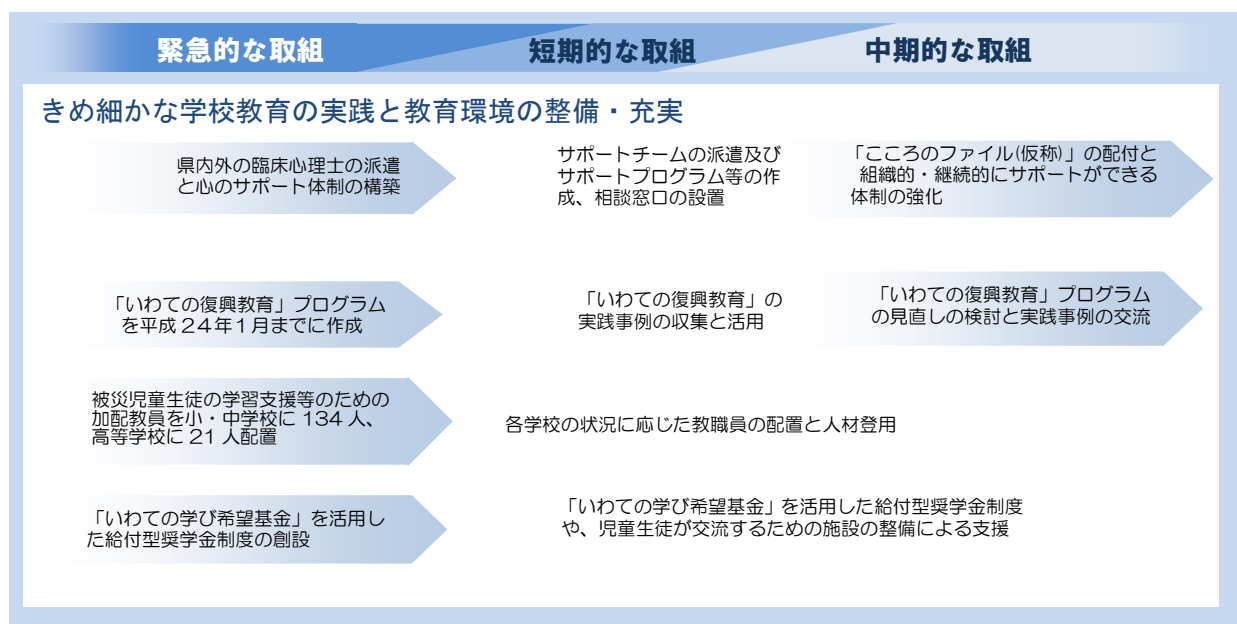 緊急的な取組
短期的な取組
中期的な取組
きめ細かな学校教育の実践と教育環境の整備・充実
県内外の臨床心理士の派遣
と心のサポート体制の構築
サポートチームの派遣及び
サポートプログラム等の作
成、相談窓口の設置
「こころのファイル(仮称)」の配付と
組織的・継続的にサポートができる
体制の強化
「いわての復興教育」プログラム
を平成24年1月までに作成
「いわての復興教育」の
実践事例の収集と活用
「いわての復興教育」プログラム
の見直しの検討と実践事例の交流
被災児童生徒の学習支援等のための
加配教員を小・中学校に 134 人、
高等学校に 21 人配置
各学校の状況に応じた教職員の配置と人材登用
「いわての学び希望基金」を活用し
た給付型奨学金制度の創設
「いわての学び希望基金」を活用した給付型奨学金制度
や、児童生徒が交流するための施設の整備による支援